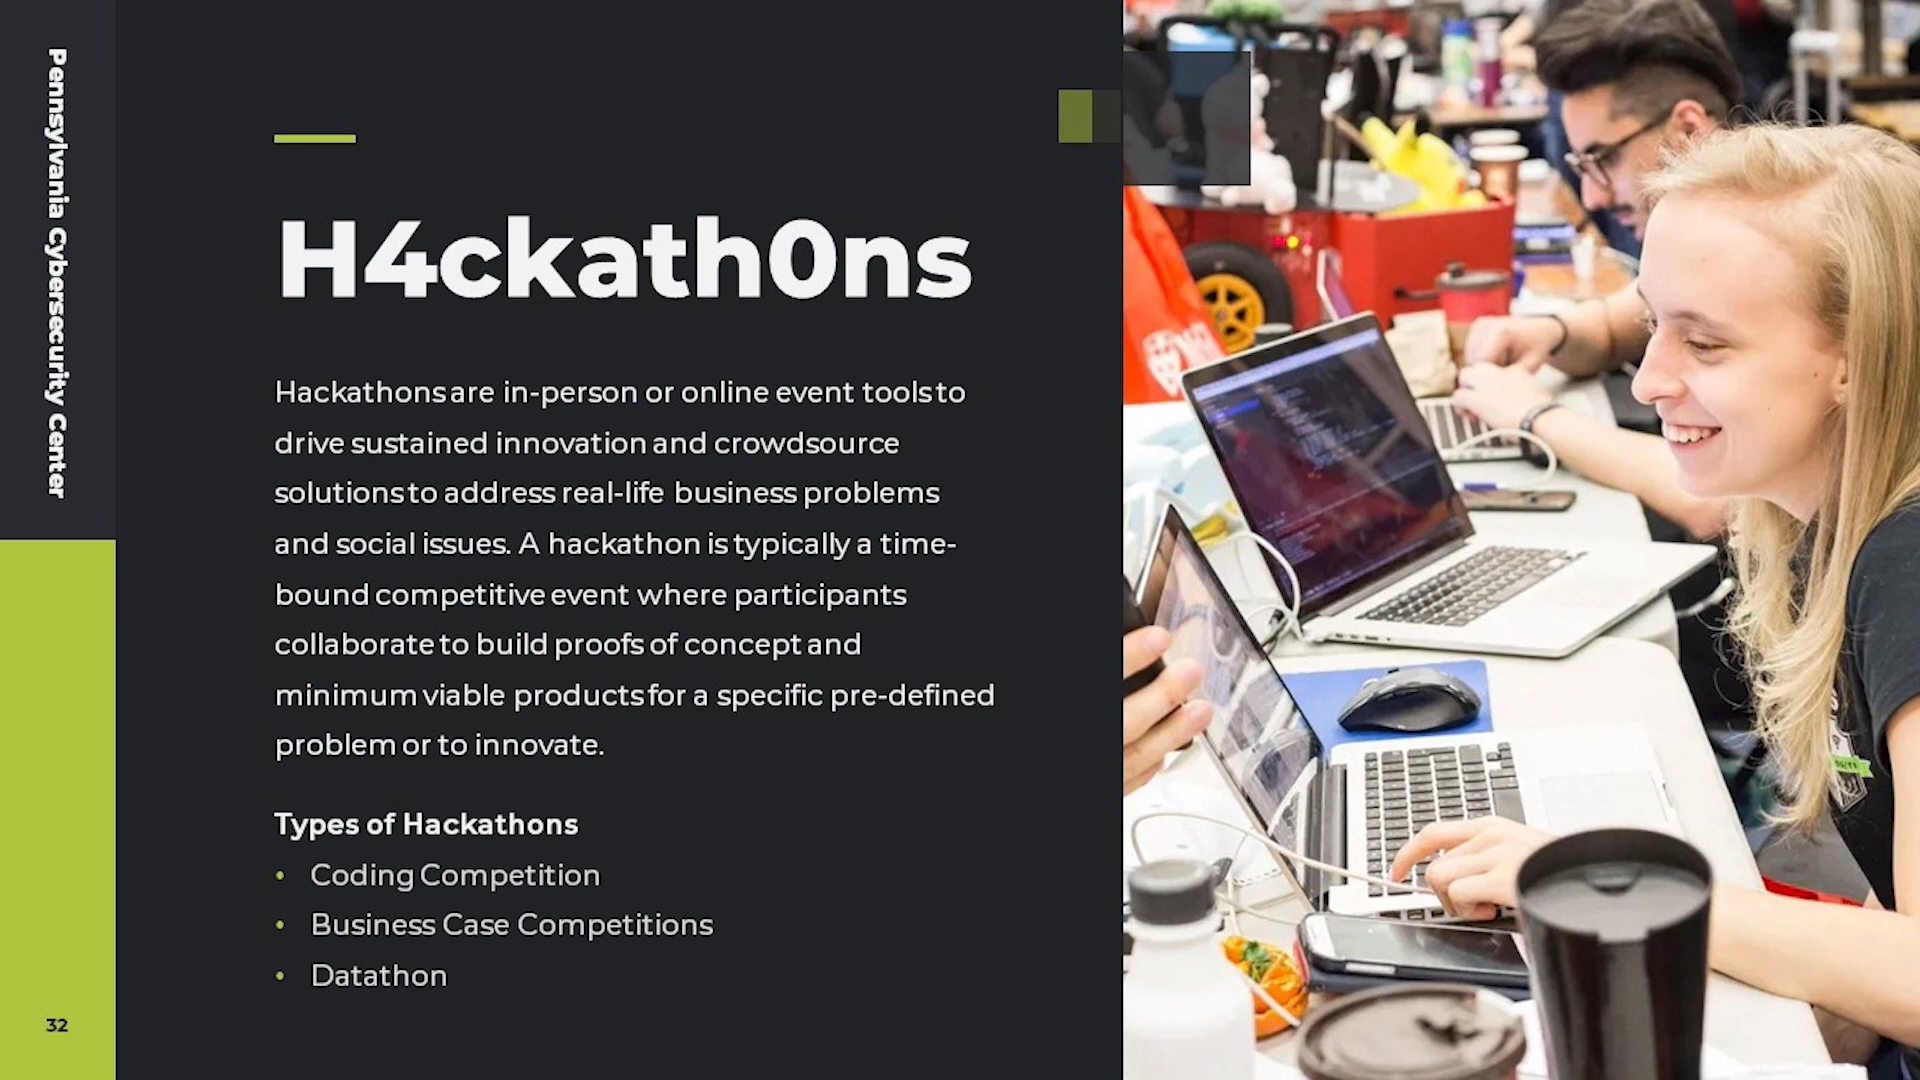 Pennsylvania Cybersecurity Center
H4ckath0ns
Hackathons are in-person or online event tools to
drive sustained innovation and crowdsource
solutions to address real-life business problems
and social issues. A hackathon is typically a time-
bound competitive event where participants
collaborate to build proofs of concept and
minimum viable products for a specific pre-defined
problem or to innovate.
Types of Hackathons
• Coding Competition
• Business Case Competitions
• Datathon
32